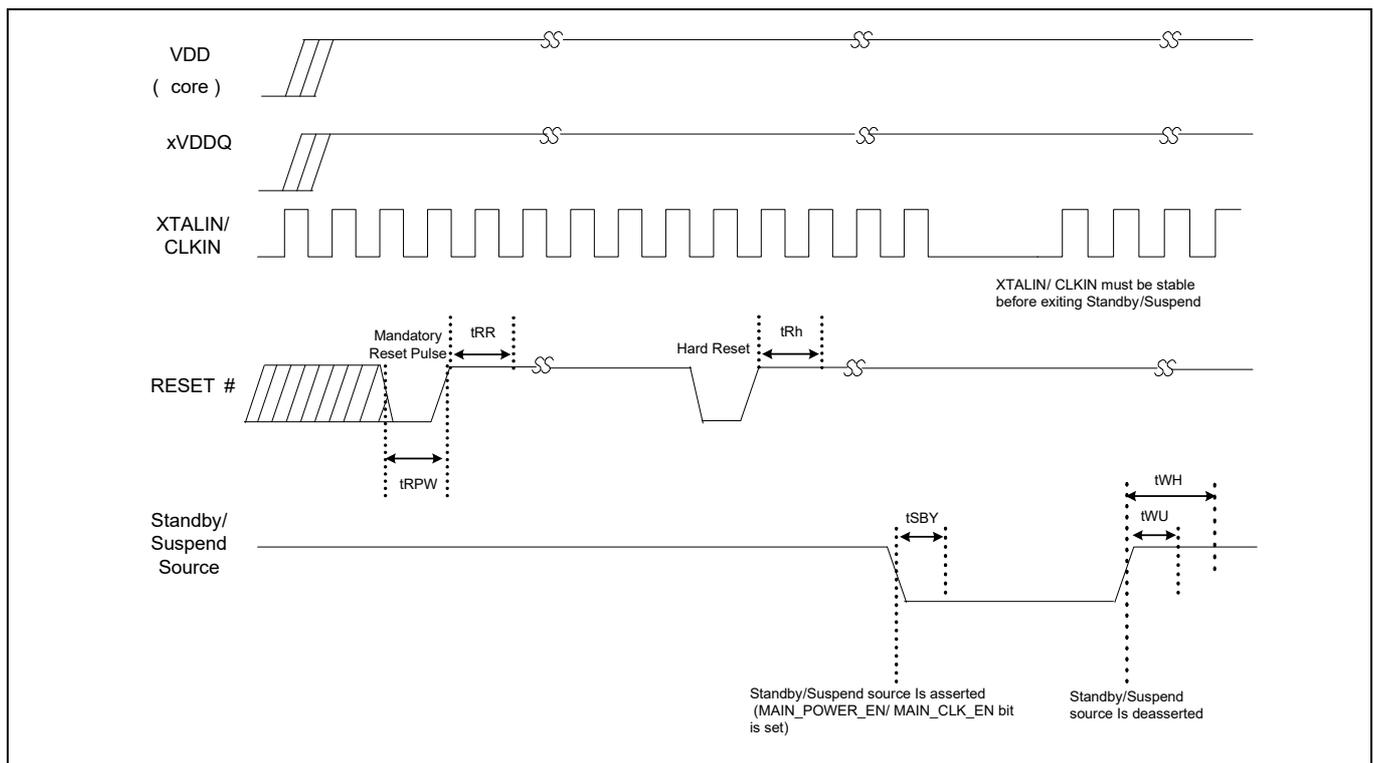 VDD
( core )
xVDDQ
XTALIN/
CLKIN
XTALIN/ CLKIN must be stable
before exiting Standby/Suspend
Mandatory
Reset Pulse
tRR
Hard Reset
tRh
RESET #
tRPW
tWH
tWU
tSBY
Standby/
Suspend
Source
Standby/Suspend source Is asserted
(MAIN_POWER_EN/ MAIN_CLK_EN bit
is set)
Standby/Suspend
source Is deasserted